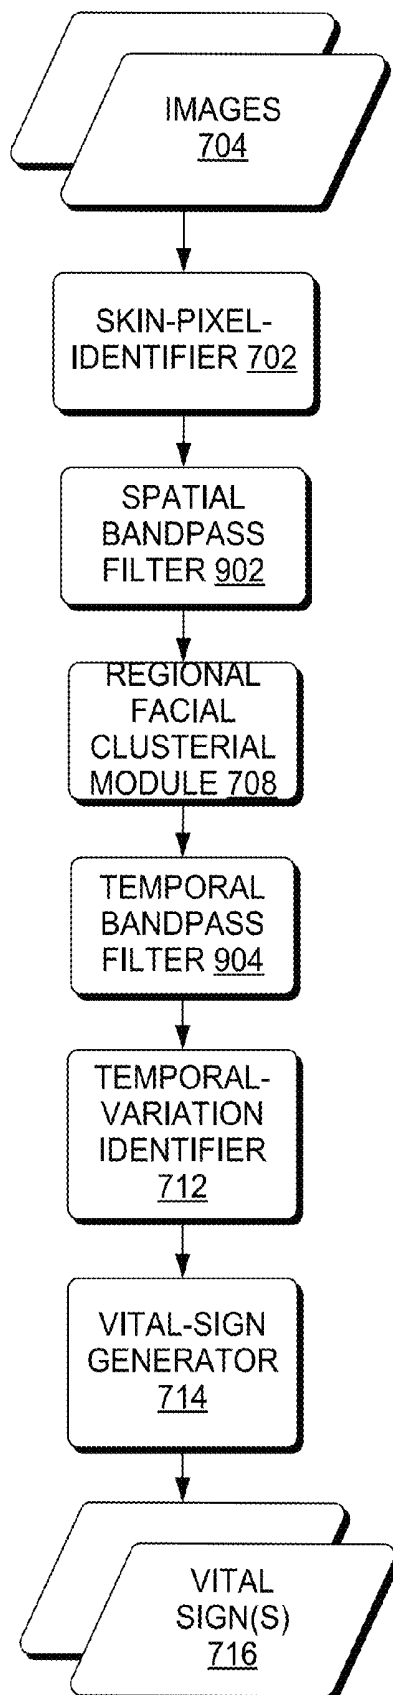 IMAGES
704
SKIN-PIXEL-
IDENTIFIER 702
SPATIAL
BANDPASS
FILTER 902
REGIONAL
FACIAL
CLUSTERIAL
MODULE 708
TEMPORAL
BANDPASS
FILTER 904
TEMPORAL-
VARIATION
IDENTIFIER
712
VITAL-SIGN
GENERATOR
714
VITAL
SIGN(S)
716